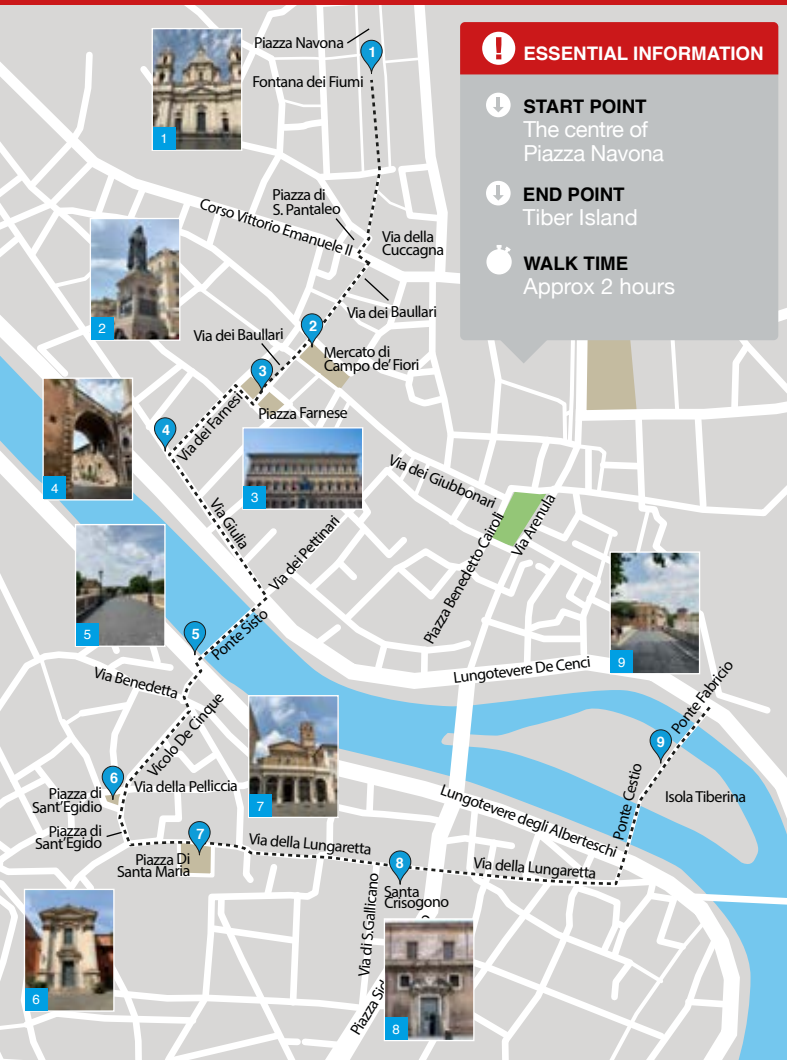 Piazza Navona
1
Fontana dei Fiumi
1
! ESSENTIAL INFORMATION
START POINT
The centre of
Piazza Navona
END POINT
Tiber Island
WALK TIME
Approx 2 hours
Piazza di
S. Pantaleo
Corso Vittorio Emanuele II
Via della
Cuccagna
2
Via dei Baullari
Via dei Baullari
2
Mercato di
Campo de' Fiori
3
Piazza Farnese
Via dei Farnesi
4
4
3
Via dei Giubbonari
Via Giulia
Via dei Pettinari
Piazza Benedetto Cairoli
Via Arenula
5
5
Ponte Sisto
9
Lungotevere De Cenci
Via Benedetta
Vicolo De Cinque
Ponte Fabricio
9
7
6
Piazza di
Sant'Egidio
Via della Pelliccia
Isola Tiberina
Ponte Cestio
Lungotevere degli Alberteschi
Piazza di
Sant'Egido
7
Piazza Di
Santa Maria
Via della Lungaretta
8
Via della Lungaretta
Santa
Crisogono
Via di S.Gallicano
6
Piazza
8